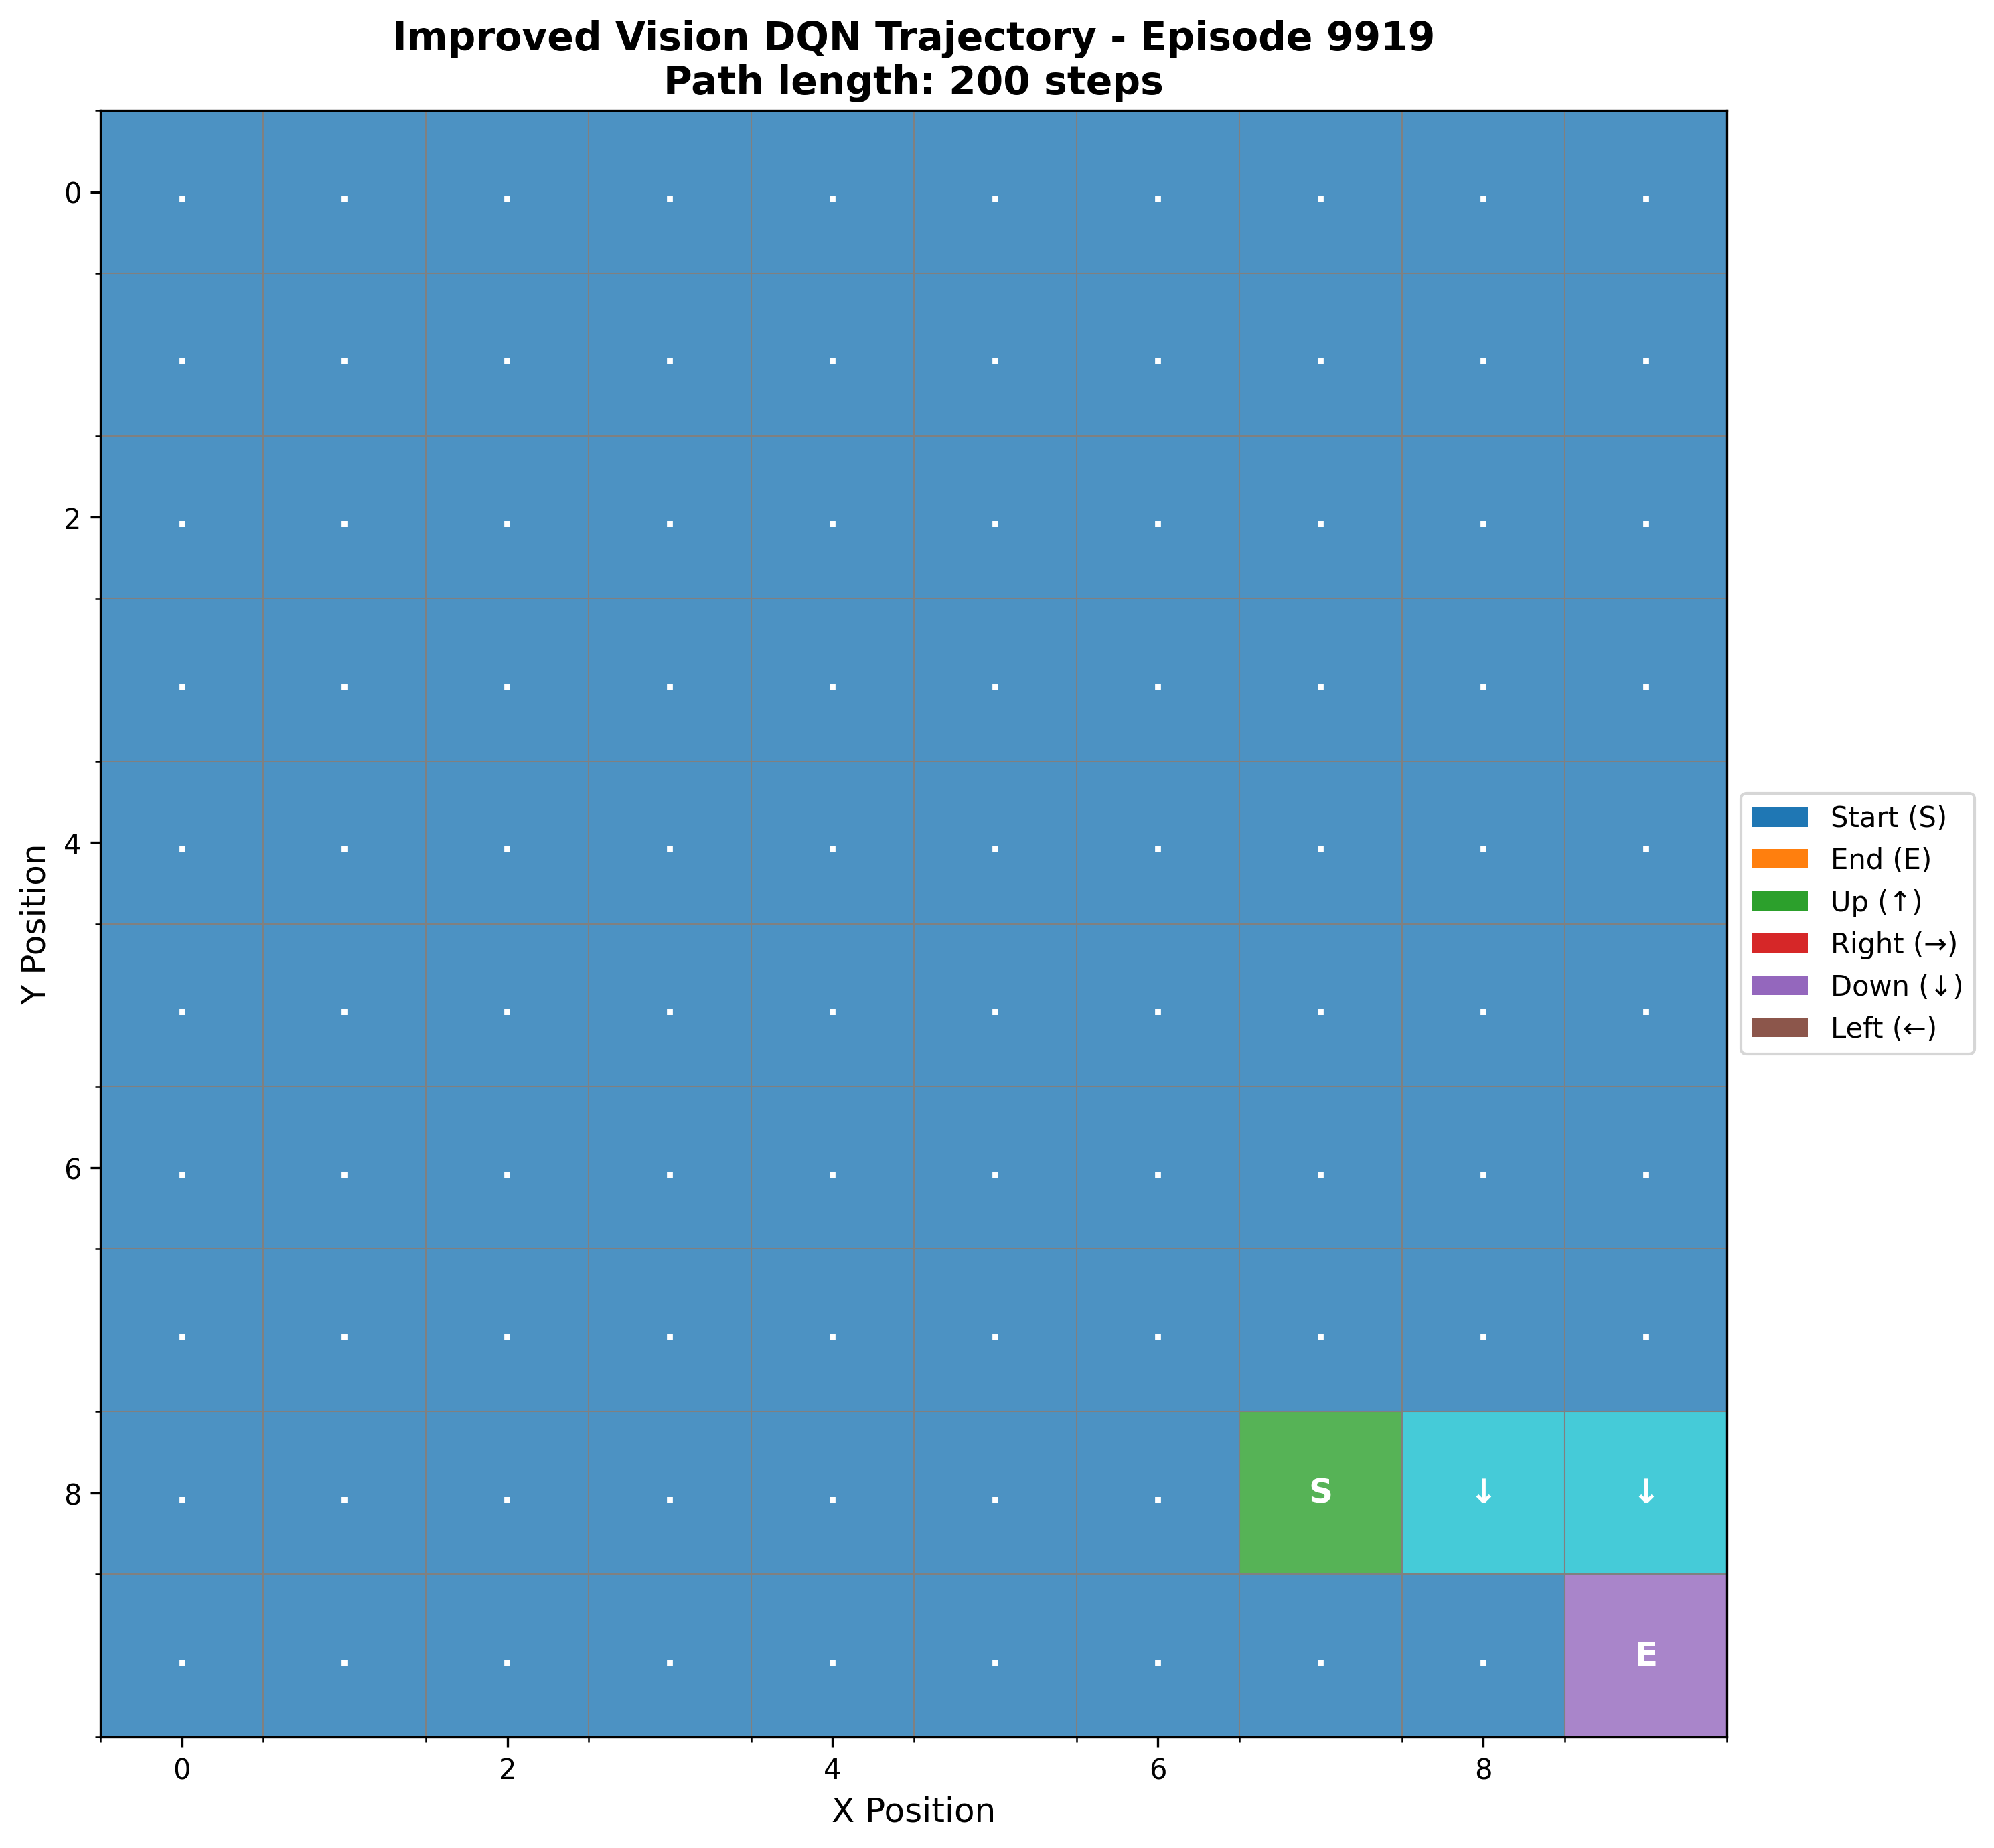 Improved Vision DQN Trajectory - Episode 9919
Path length: 200 steps
0
2
4
6
8
Y Position
S ↓ ↓
E
0 2 4 6 8
X Position
Start (S)
End (E)
Up (↑)
Right (→)
Down (↓)
Left (←)